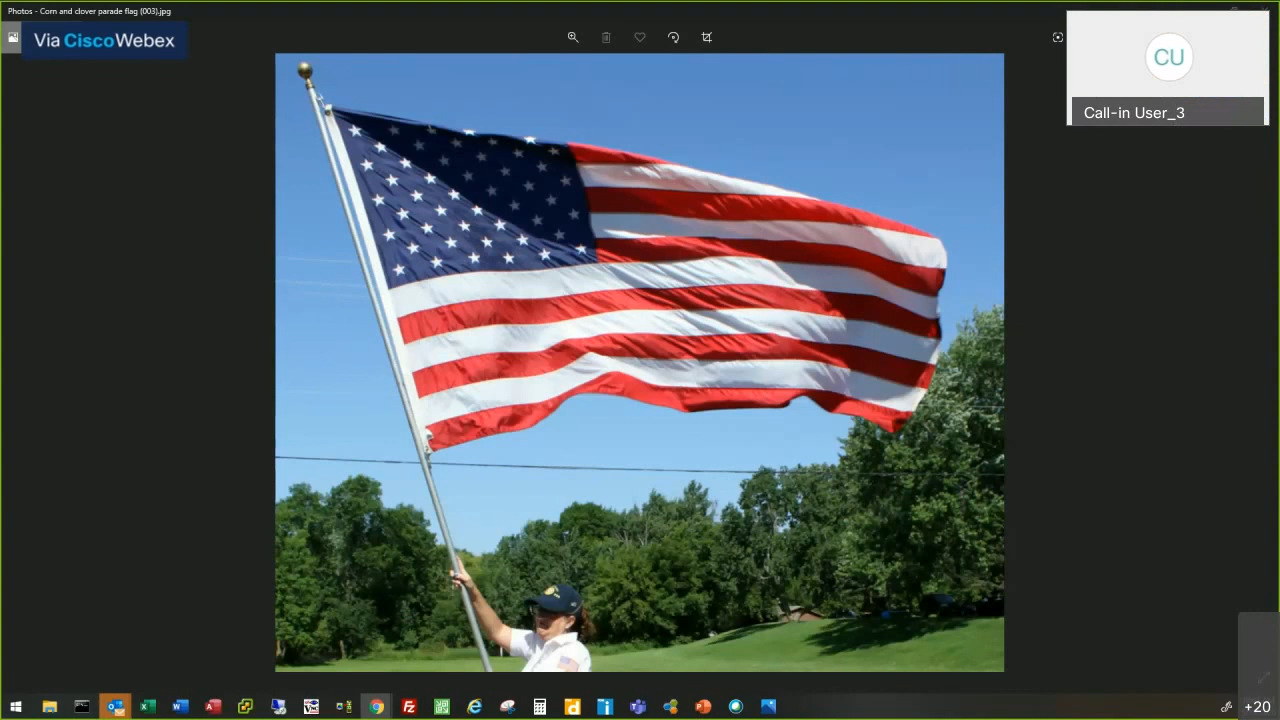 Photos - Corn and clover parade flag (003).jpg
Via CiscoWebex
CU
Call-in User_3
+20